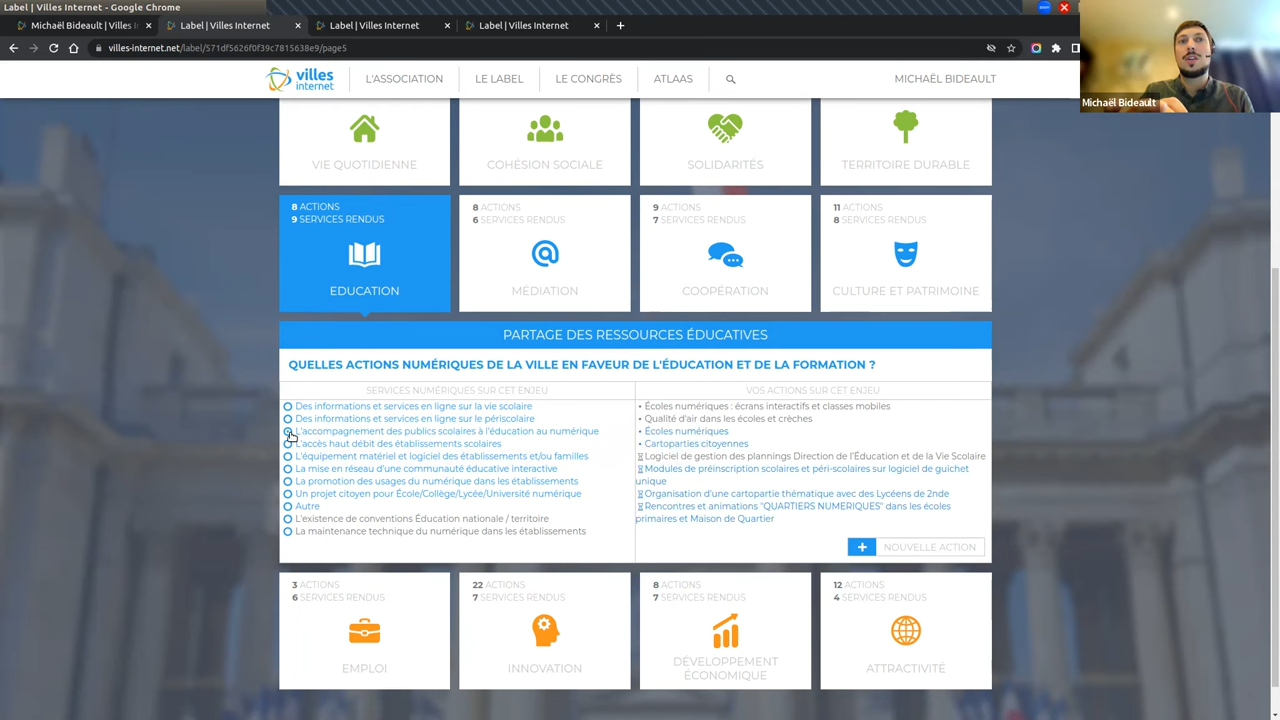 Label | Villes Internet - Google Chrome
Michaël Bideault | Villes I
Label | Villes Internet
Label | Villes Internet
Label | Villes Internet
villes-internet.net/label/571df5626f0f39c7815638e9/page5
villes internet
L'ASSOCIATION
LE LABEL
LE CONGRÈS
ATLAAS
MICHAËL BIDEAULT
Michaël Bideault
VIE QUOTIDIENNE
COHÉSION SOCIALE
SOLIDARITÉS
TERRITOIRE DURABLE
8 ACTIONS
9 SERVICES RENDUS
EDUCATION
8 ACTIONS
6 SERVICES RENDUS
MÉDIATION
9 ACTIONS
7 SERVICES RENDUS
COOPÉRATION
11 ACTIONS
8 SERVICES RENDUS
CULTURE ET PATRIMOINE
PARTAGE DES RESSOURCES ÉDUCATIVES
QUELLES ACTIONS NUMÉRIQUES DE LA VILLE EN FAVEUR DE L'ÉDUCATION ET DE LA FORMATION ?
SERVICES NUMÉRIQUES SUR CET ENJEU
Des informations et services en ligne sur la vie scolaire
Des informations et services en ligne sur le périscolaire
L'accompagnement des publics scolaires à l'éducation au numérique
L'accès haut débit des établissements scolaires
L'équipement matériel et logiciel des établissements et/ou familles
La mise en réseau d'une communauté éducative interactive
La promotion des usages du numérique dans les établissements
Un projet citoyen pour École/Collège/Lycée/Université numérique
Autre
L'existence de conventions Éducation nationale / territoire
La maintenance technique du numérique dans les établissements
VOS ACTIONS SUR CET ENJEU
• Écoles numériques : écrans interactifs et classes mobiles
• Qualité d'air dans les écoles et crèches
• Écoles numériques
• Cartoparties citoyennes
Logiciel de gestion des plannings Direction de l'Éducation et de la Vie Scolaire
Modules de préinscription scolaires et péri-scolaires sur logiciel de guichet
unique
Organisation d'une cartopartie thématique avec des Lycéens de 2nde
Rencontres et animations "QUARTIERS NUMERIQUES" dans les écoles
primaires et Maison de Quartier
+ NOUVELLE ACTION
3 ACTIONS
6 SERVICES RENDUS
EMPLOI
22 ACTIONS
7 SERVICES RENDUS
INNOVATION
8 ACTIONS
7 SERVICES RENDUS
DÉVELOPPEMENT
ÉCONOMIQUE
12 ACTIONS
4 SERVICES RENDUS
ATTRACTIVITÉ